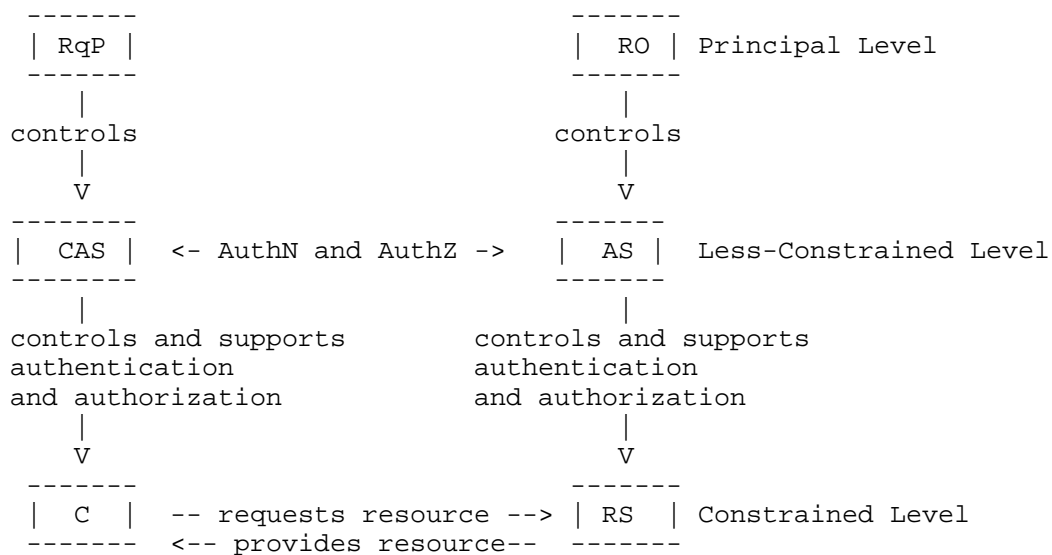 -------                         -------
 | RqP |                         |  RO | Principal Level
 -------                         -------
    |                               |
controls                        controls
    |                               |
    V                               V
--------                        -------
|  CAS |  <- AuthN and AuthZ -> |  AS |  Less-Constrained Level
--------                        -------
    |                               |
controls and supports      controls and supports
authentication             authentication
and authorization          and authorization
    |                               |
    V                               V
 -------                         -------
 |  C  |  -- requests resource --> | RS  | Constrained Level
 -------  <-- provides resource--  -------